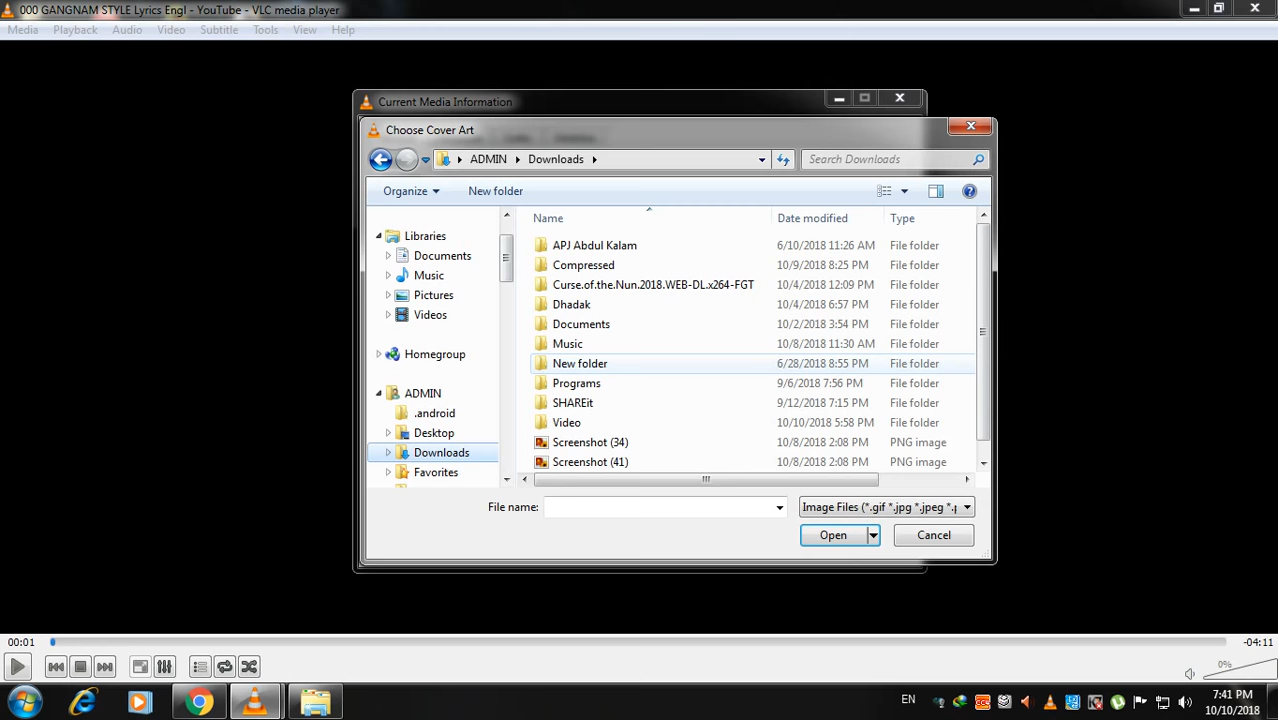 000 GANGNAM STYLE Lyrics Engl - YouTube - VLC media player
Media Playback Audio Video Subtitle Tools View Help
Current Media Information
Choose Cover Art
ADMIN Downloads
Search Downloads
Organize New folder
Name Date modified Type
Libraries
Documents
Music
Pictures
Videos
Homegroup
ADMIN
.android
Desktop
Downloads
Favorites
APJ Abdul Kalam 6/10/2018 11:26 AM File folder
Compressed 10/9/2018 8:25 PM File folder
Curse.of.the.Nun.2018.WEB-DL.x264-FGT 10/4/2018 12:09 PM File folder
Dhadak 10/4/2018 6:57 PM File folder
Documents 10/2/2018 3:54 PM File folder
Music 10/8/2018 11:30 AM File folder
New folder 6/28/2018 8:55 PM File folder
Programs 9/6/2018 7:56 PM File folder
SHAREit 9/12/2018 7:15 PM File folder
Video 10/10/2018 5:58 PM File folder
Screenshot (34) 10/8/2018 2:08 PM PNG image
Screenshot (41) 10/8/2018 2:08 PM PNG image
File name: Image Files (*.gif *.jpg *.jpeg *.p
Open Cancel
00:01 -04:11
0%
EN 7:41 PM
10/10/2018